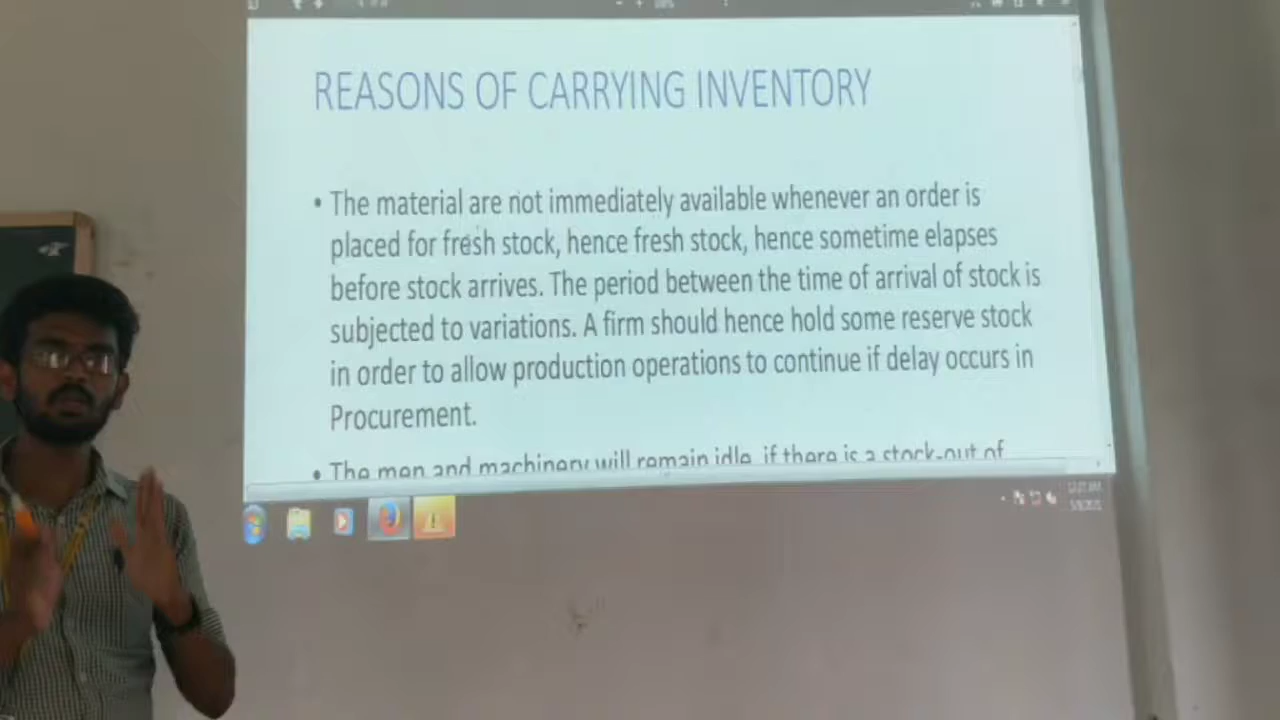 REASONS OF CARRYING INVENTORY
• The material are not immediately available whenever an order is
placed for fresh stock, hence fresh stock, hence sometime elapses
before stock arrives. The period between the time of arrival of stock is
subjected to variations. A firm should hence hold some reserve stock
in order to allow production operations to continue if delay occurs in
Procurement.
• The men and machinery will remain idle, if there is a stock-out of